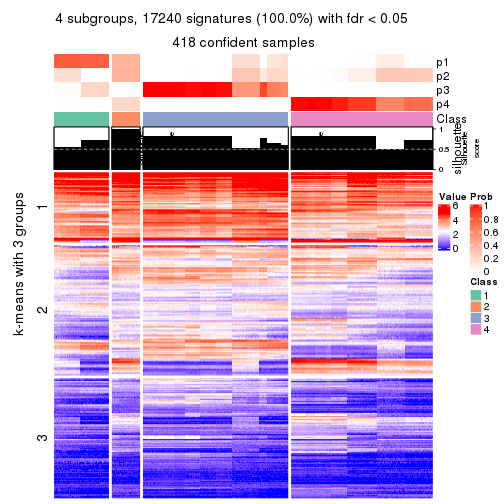 4 subgroups, 17240 signatures (100.0%) with fdr < 0.05
418 confident samples
p1
p2
p3
p4
Class
1
0.5
0
silhouette
Silhouette
score
k-means with 3 groups
1
2
3
Value
6
4
2
0
Prob
1
0.8
0.6
0.4
0.2
0
Class
1
2
3
4